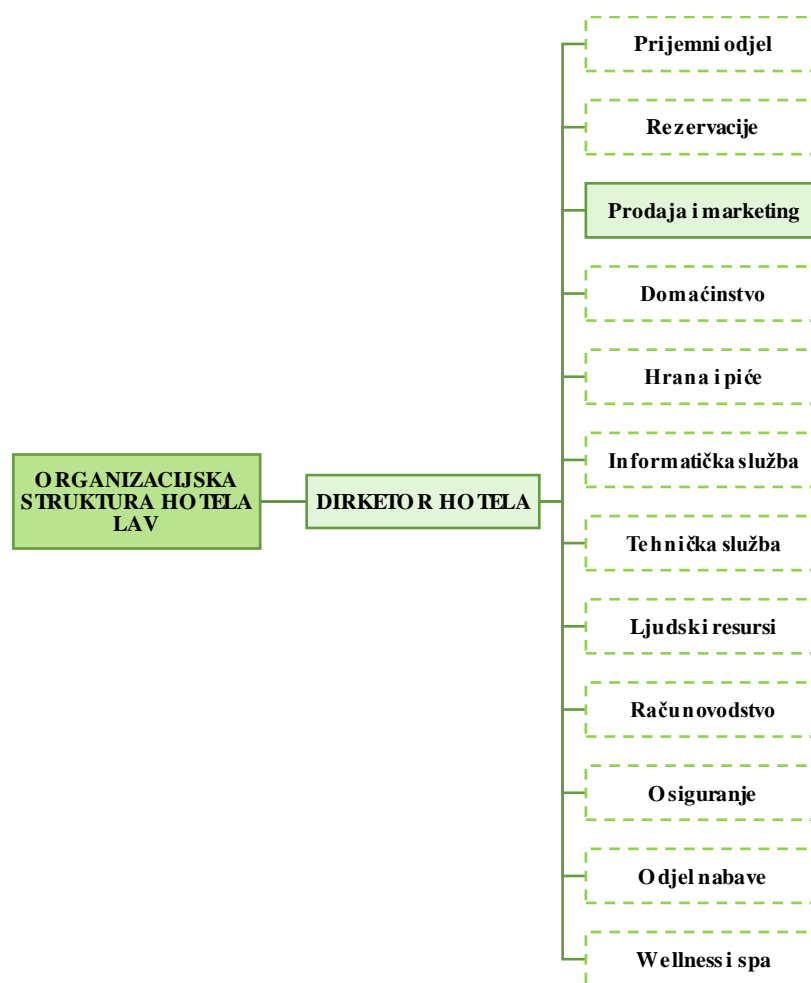 Prijemni odjel
Rezervacije
Prodaja i marketing
Domaćinstvo
Hrana i piće
ORGANIZACIJSKA
STRUKTURA HOTELA
LAV
DIRKETOR HOTELA
Informatička služba
Tehnička služba
Ljudski resursi
Računovodstvo
Osiguranje
Odjel nabave
Wellness i spa